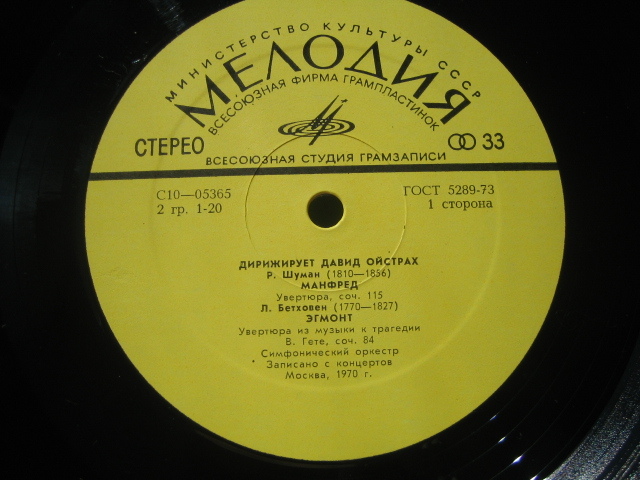 МИНИСТЕРСТВО КУЛЬТУРЫ СССР
МЕЛОДИЯ
ВСЕСОЮЗНАЯ ФИРМА ГРАМПЛАСТИНОК
СТЕРЕО
33
ВСЕСОЮЗНАЯ СТУДИЯ ГРАМЗАПИСИ
С10—05365
ГОСТ 5289-73
2 гр. 1-20
1 сторона
ДИРИЖИРУЕТ ДАВИД ОЙСТРАХ
Р. Шуман (1810—1856)
МАНФРЕД
Увертюра, соч. 115
Л. Бетховен (1770—1827)
ЭГМОНТ
Увертюра из музыки к трагедии
В. Гете, соч. 84
Симфонический оркестр
Записано с концертов
Москва, 1970 г.